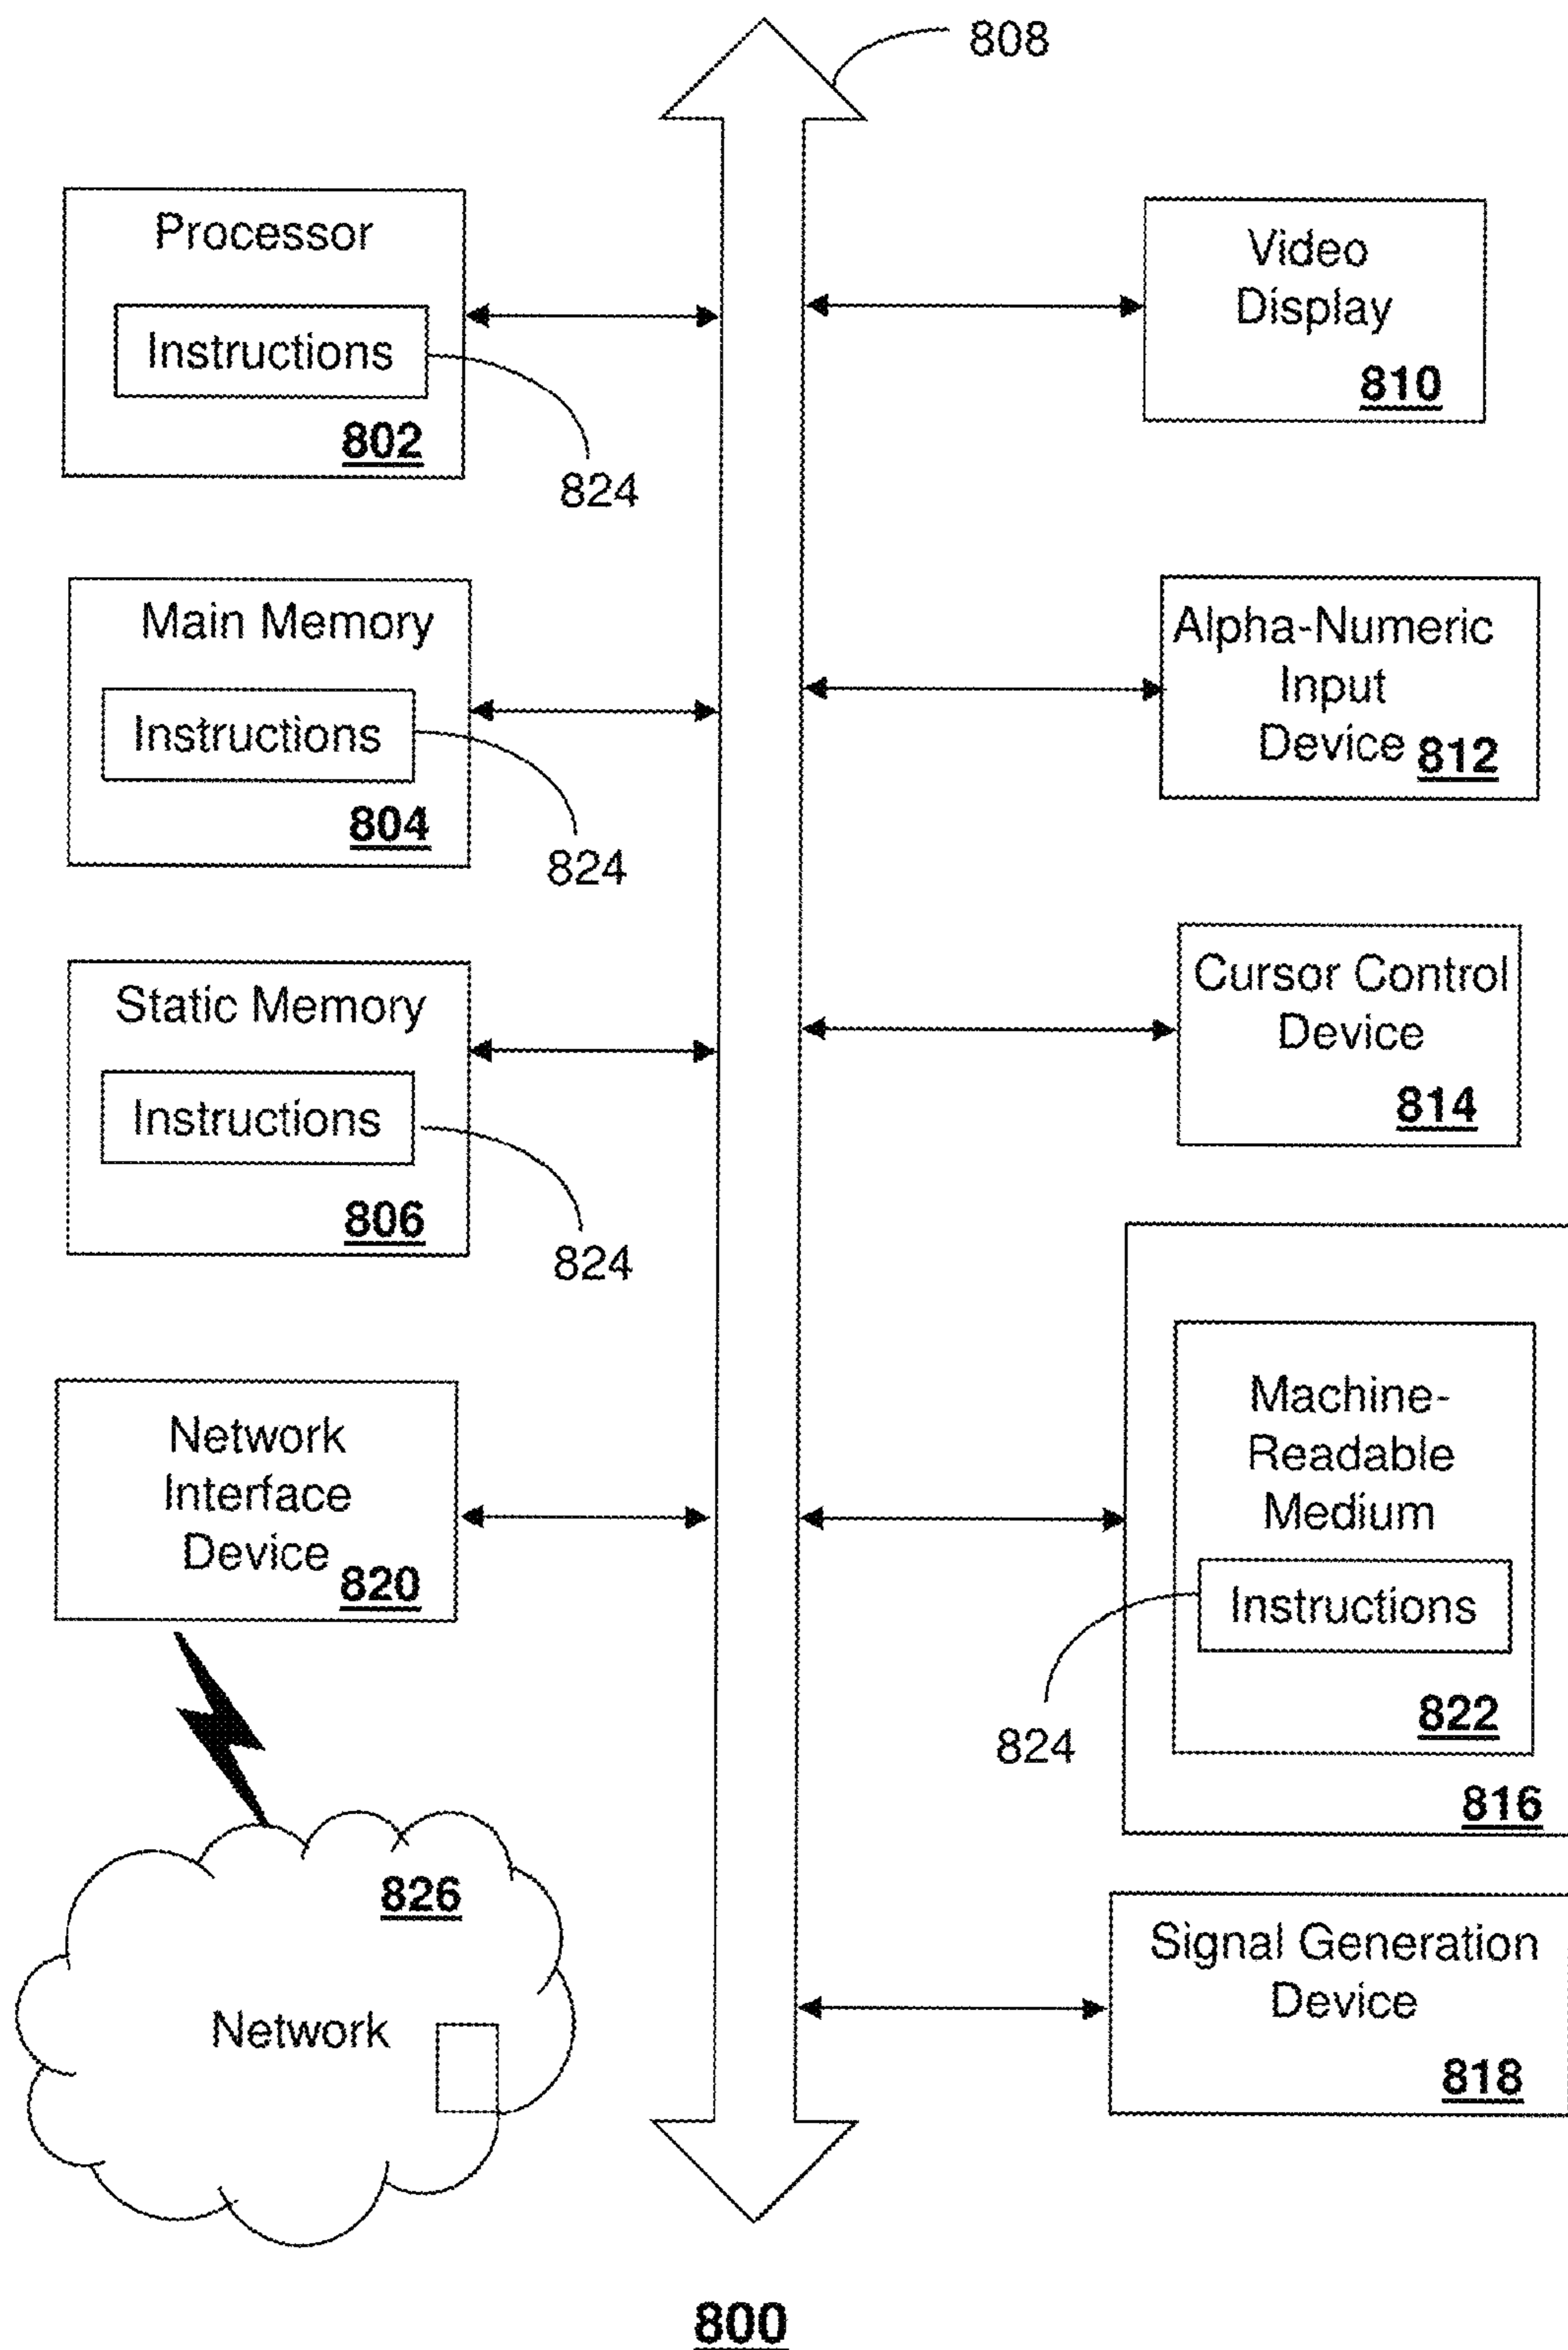 808
Processor
Instructions
802
824
Main Memory
Instructions
804
824
Static Memory
Instructions
806
824
Network
Interface
Device
820
826
Network
Video
Display
810
Alpha-Numeric
Input
Device
812
Cursor Control
Device
814
Machine-
Readable
Medium
Instructions
824
822
816
Signal Generation
Device
818
800